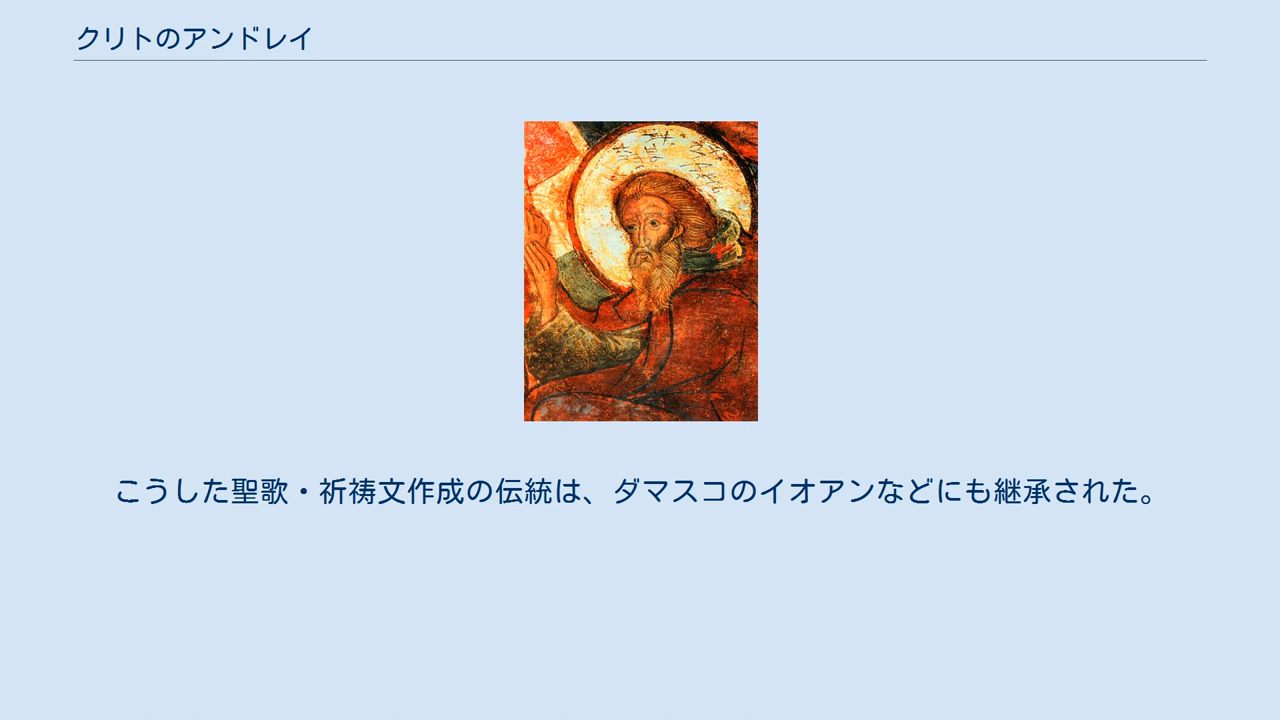 クリトのアンドレイ
こうした聖歌・祈祷文作成の伝統は、ダマスコのイオアンなどにも継承された。